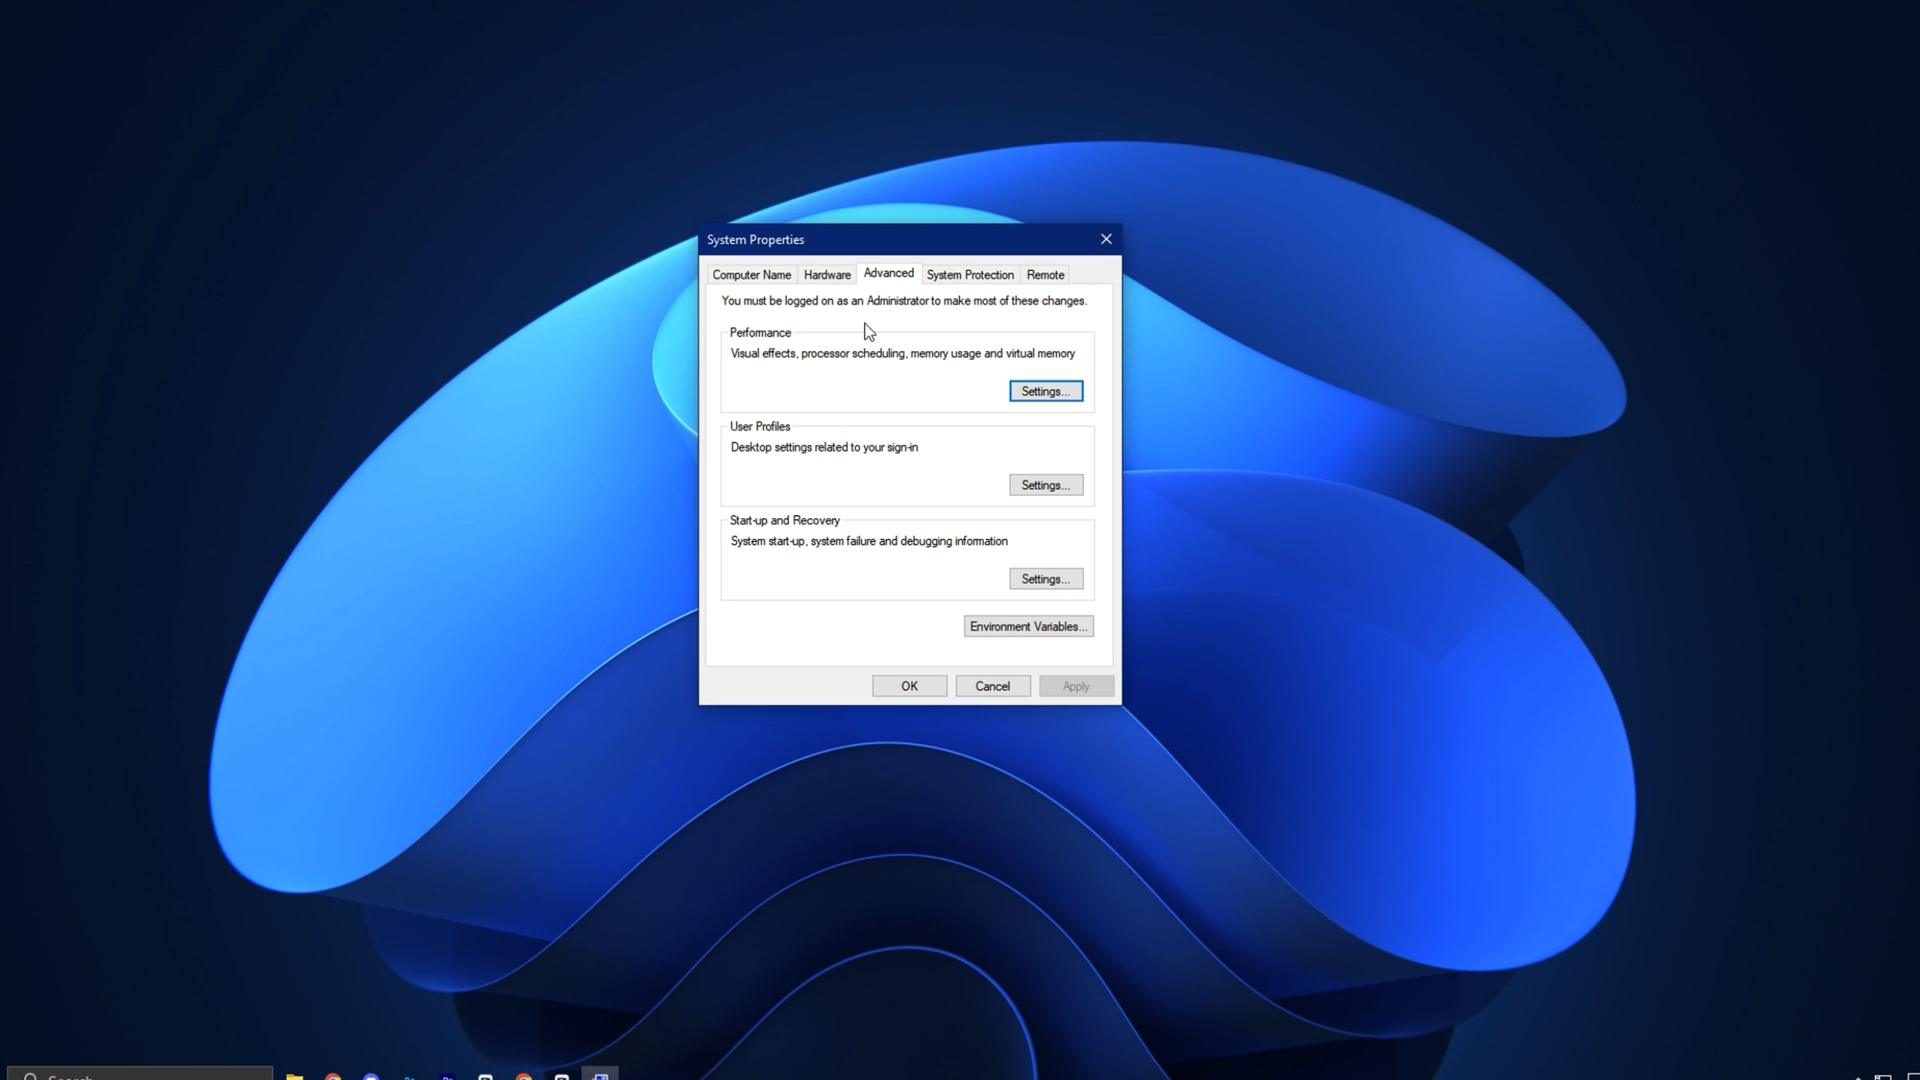 System Properties
Computer Name Hardware Advanced System Protection Remote
You must be logged on as an Administrator to make most of these changes.
Performance
Visual effects, processor scheduling, memory usage and virtual memory
Settings...
User Profiles
Desktop settings related to your sign-in
Settings...
Start-up and Recovery
System start-up, system failure and debugging information
Settings...
Environment Variables...
OK Cancel Apply
Search